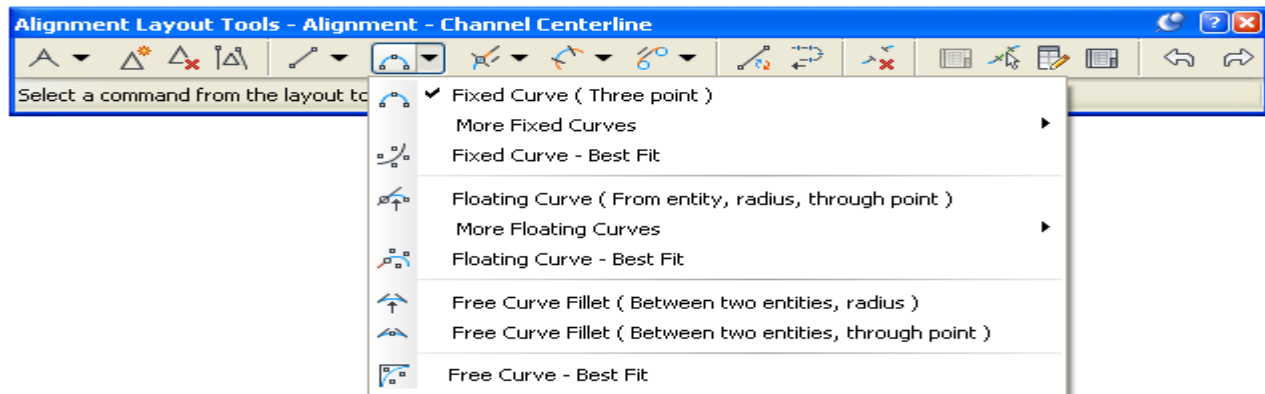 Alignment Layout Tools - Alignment - Channel Centerline
Select a command from the layout to
Fixed Curve ( Three point )
More Fixed Curves
Fixed Curve - Best Fit
Floating Curve ( From entity, radius, through point )
More Floating Curves
Floating Curve - Best Fit
Free Curve Fillet ( Between two entities, radius )
Free Curve Fillet ( Between two entities, through point )
Free Curve - Best Fit